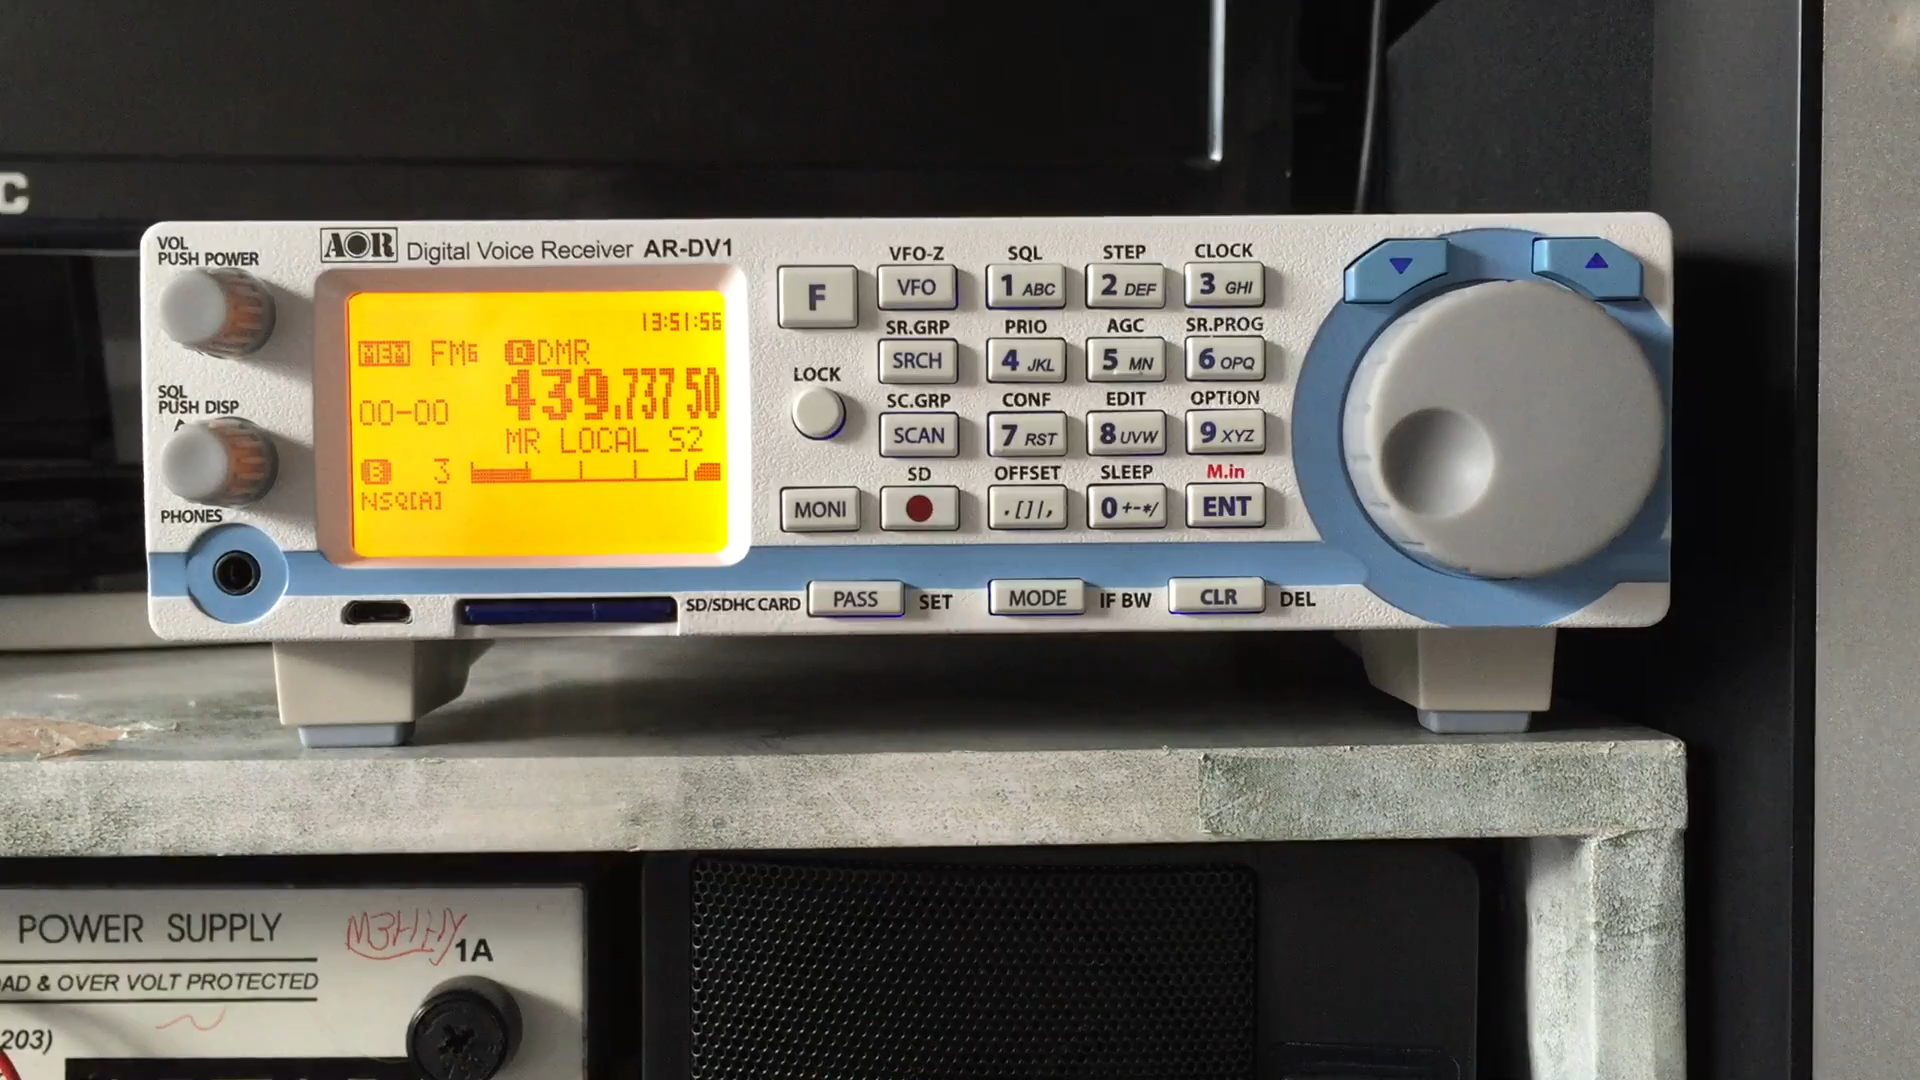 C
VOL
PUSH POWER
AOR Digital Voice Receiver AR-DV1
13:51:56
MEM FM6 DDMR
439.737 50
00-00
MR LOCAL S2
B 3
NSQ[A]
SQL
PUSH DISP
PHONES
F
LOCK
MONI
VFO-Z SQL STEP CLOCK
VFO 1 ABC 2 DEF 3 GHI
SR.GRP PRIO AGC SR.PROG
SRCH 4 JKL 5 MN 6 OPQ
SC.GRP CONF EDIT OPTION
SCAN 7 RST 8 UVW 9 XYZ
SD OFFSET SLEEP M.in
.[]|, 0 +-*/ ENT
SD/SDHC CARD PASS SET MODE IF BW CLR DEL
POWER SUPPLY
1A
AD & OVER VOLT PROTECTED
203)